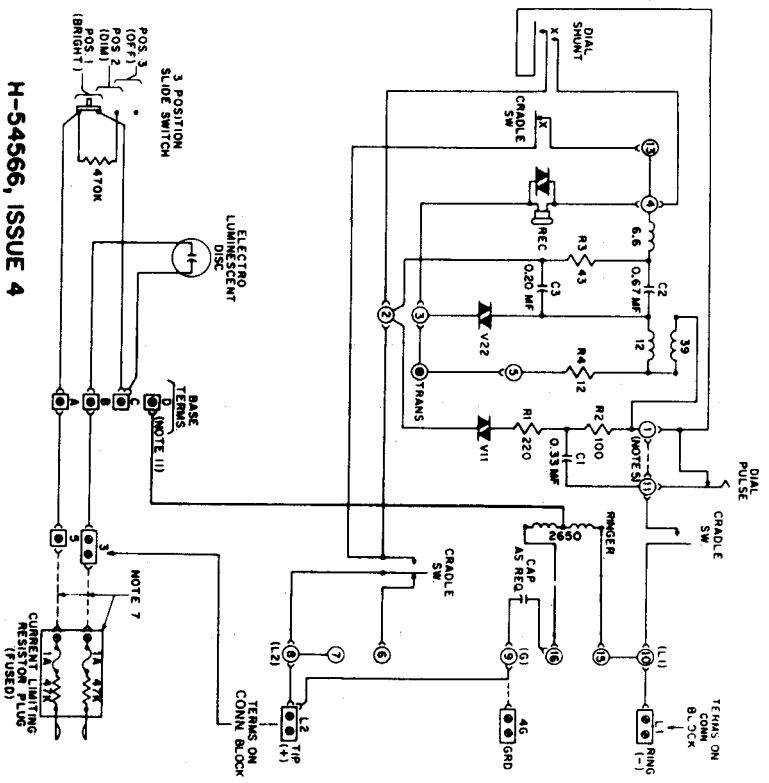 DIAL
SHUNT
X
CRADLE
SW
X
13
4
REC
6.6
R3
43
C2
0.67 MF
C3
0.20 MF
2
3
V22
12
39
TRANS
5
R4
12
V11
R1
220
R2
100
C1
0.33 MF
1
(NOTE 5)
11
DIAL
PULSE
CRADLE
SW
RINGER
2650
CAP
AS REQ
CRADLE
SW.
6
7
8
(L2)
9
(G)
16
15
10
(L1)
TERMS ON
CONN
BLOCK
L1
RING
(-)
4G
GRD
L2
TIP
(+)
TERMS ON
CONN BLOCK
3 POSITION
SLIDE SWITCH
POS. 3
(OFF)
POS. 2
(DIM)
POS. 1
(BRIGHT)
470K
ELECTRO
LUMINESCENT
DISC
BASE
TERMS
D
(NOTE 11)
C
B
A
3
5
NOTE 7
1A 47K
1A 47K
CURRENT LIMITING
RESISTOR PLUG
(FUSED)
H-54566, ISSUE 4